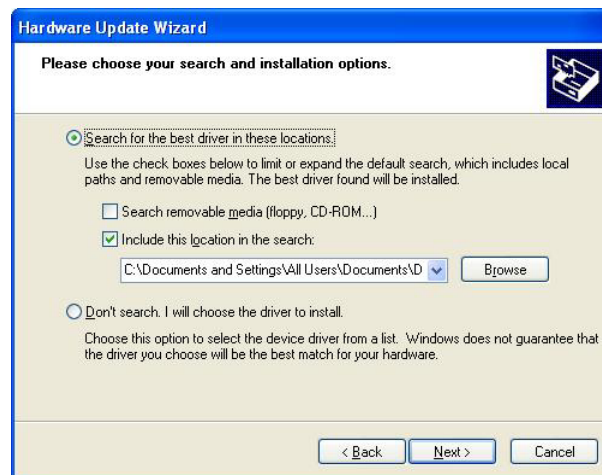 Hardware Update Wizard
Please choose your search and installation options.
Search for the best driver in these locations.
Use the check boxes below to limit or expand the default search, which includes local
paths and removable media. The best driver found will be installed.
Search removable media (floppy, CD-ROM...)
Include this location in the search:
C:\Documents and Settings\All Users\Documents\D
Browse
Don't search. I will choose the driver to install.
Choose this option to select the device driver from a list. Windows does not guarantee that
the driver you choose will be the best match for your hardware.
< Back Next > Cancel